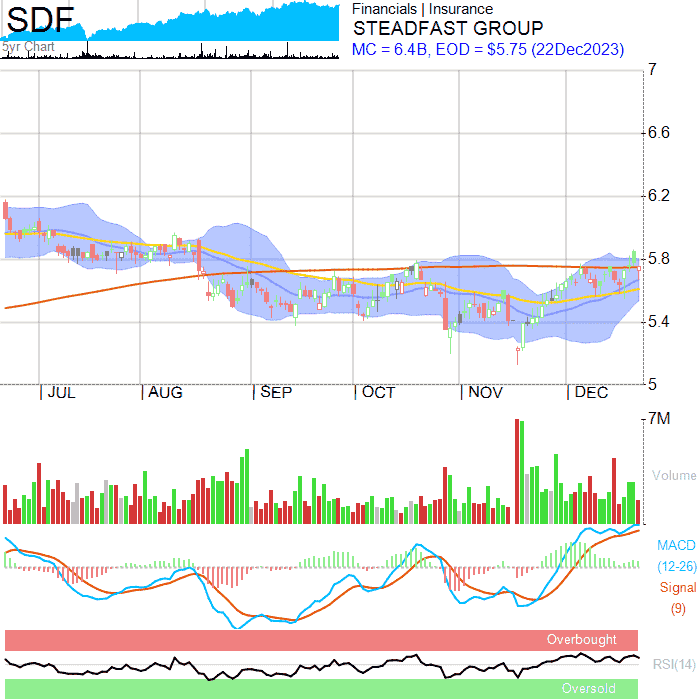 SDF
5yr Chart
Financials | Insurance
STEADFAST GROUP
MC = 6.4B, EOD = $5.75 (22Dec2023)
7
6.6
6.2
5.8
5.4
5
| JUL | AUG | SEP | OCT | NOV | DEC
7M
Volume
MACD
(12-26)
Signal
(9)
Overbought
RSI(14)
Oversold